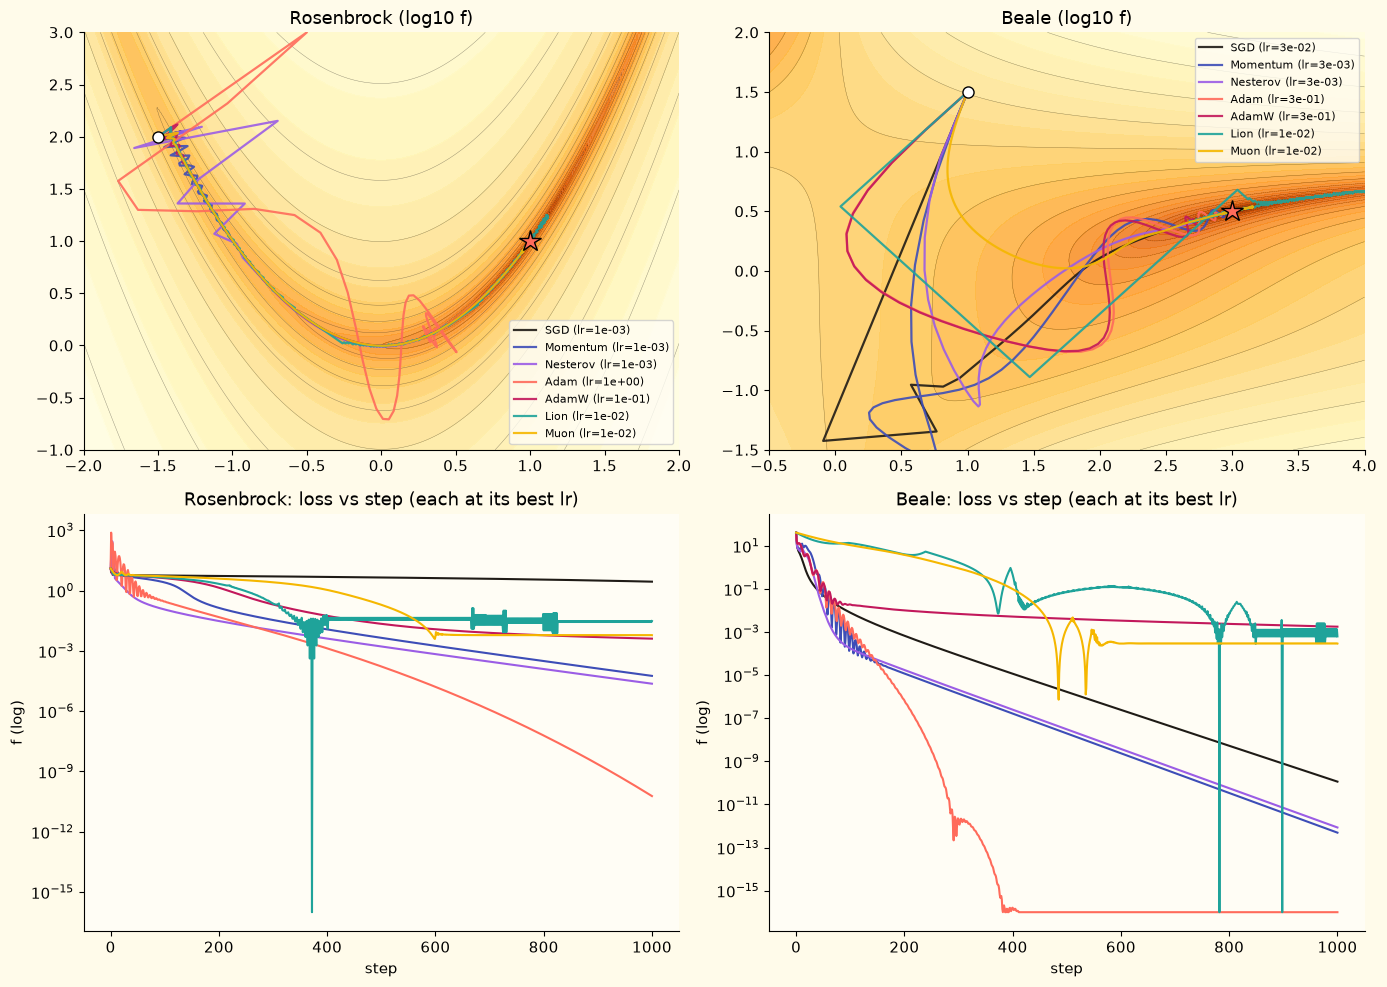 Rosenbrock (log10 f)
3.0
2.5
2.0
1.5
1.0
0.5
0.0
−0.5
−1.0
−2.0 −1.5 −1.0 −0.5 0.0 0.5 1.0 1.5 2.0
SGD (lr=1e-03)
Momentum (lr=1e-03)
Nesterov (lr=1e-03)
Adam (lr=1e+00)
AdamW (lr=1e-01)
Lion (lr=1e-02)
Muon (lr=1e-02)
Beale (log10 f)
2.0
1.5
1.0
0.5
0.0
−0.5
−1.0
−1.5
−0.5 0.0 0.5 1.0 1.5 2.0 2.5 3.0 3.5 4.0
SGD (lr=3e-02)
Momentum (lr=3e-03)
Nesterov (lr=3e-03)
Adam (lr=3e-01)
AdamW (lr=3e-01)
Lion (lr=1e-02)
Muon (lr=1e-02)
Rosenbrock: loss vs step (each at its best lr)
f (log)
10³
10⁰
10⁻³
10⁻⁶
10⁻⁹
10⁻¹²
10⁻¹⁵
0 200 400 600 800 1000
step
Beale: loss vs step (each at its best lr)
f (log)
10¹
10⁻¹
10⁻³
10⁻⁵
10⁻⁷
10⁻⁹
10⁻¹¹
10⁻¹³
10⁻¹⁵
0 200 400 600 800 1000
step